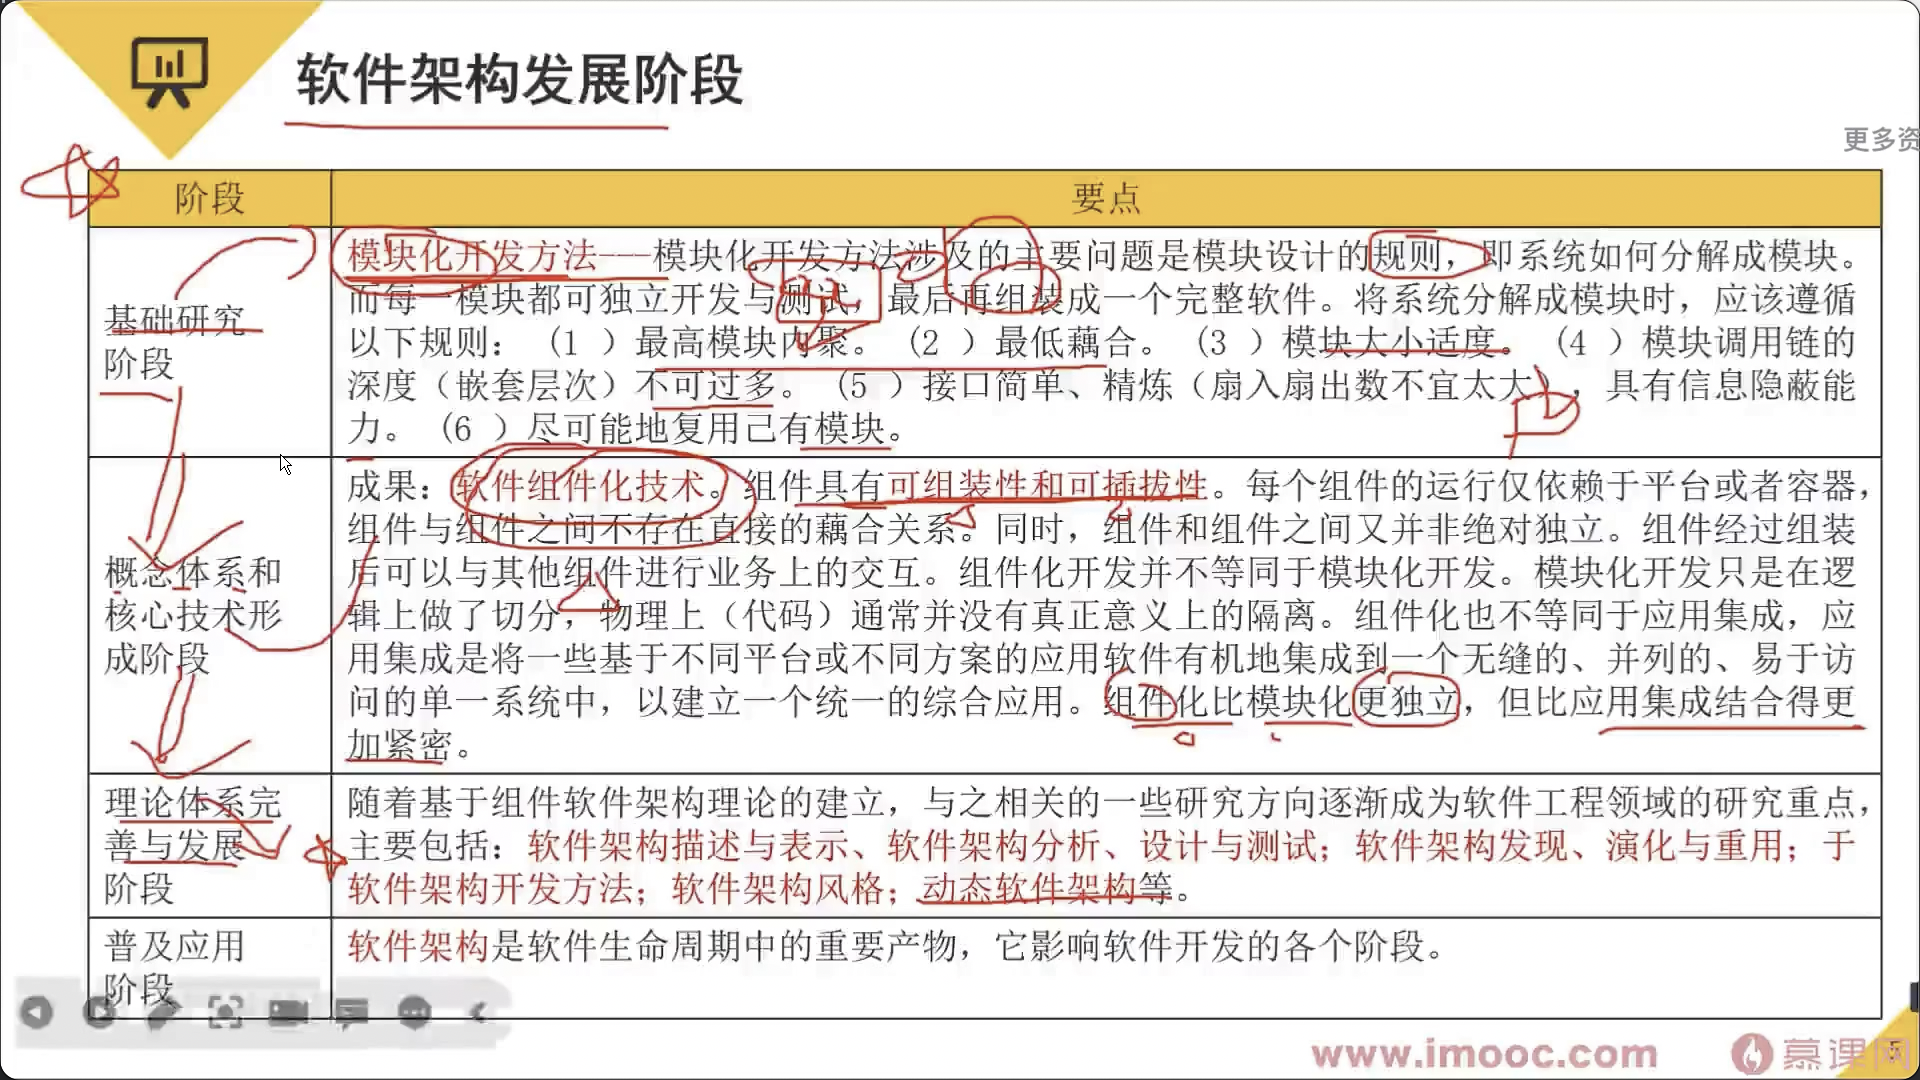 软件架构发展阶段
更多资
阶段
要点
基础研究
阶段
模块化开发方法---模块化开发方法涉及的主要问题是模块设计的规则，即系统如何分解成模块。
而每一模块都可独立开发与测试，最后再组装成一个完整软件。将系统分解成模块时，应该遵循
以下规则：（1 ）最高模块内聚。（2 ）最低藕合。（3 ）模块大小适度。（4 ）模块调用链的
深度（嵌套层次）不可过多。（5 ）接口简单、精炼（扇入扇出数不宜太大），具有信息隐蔽能
力。（6 ）尽可能地复用己有模块。
概念体系和
核心技术形
成阶段
成果：软件组件化技术。组件具有可组装性和可插拔性。每个组件的运行仅依赖于平台或者容器，
组件与组件之间不存在直接的藕合关系。同时，组件和组件之间又并非绝对独立。组件经过组装
后可以与其他组件进行业务上的交互。组件化开发并不等同于模块化开发。模块化开发只是在逻
辑上做了切分，物理上（代码）通常并没有真正意义上的隔离。组件化也不等同于应用集成，应
用集成是将一些基于不同平台或不同方案的应用软件有机地集成到一个无缝的、并列的、易于访
问的单一系统中，以建立一个统一的综合应用。组件化比模块化更独立，但比应用集成结合得更
加紧密。
理论体系完
善与发展
阶段
随着基于组件软件架构理论的建立，与之相关的一些研究方向逐渐成为软件工程领域的研究重点，
主要包括：软件架构描述与表示、软件架构分析、设计与测试；软件架构发现、演化与重用；于
软件架构开发方法；软件架构风格；动态软件架构等。
普及应用
阶段
软件架构是软件生命周期中的重要产物，它影响软件开发的各个阶段。
www.imooc.com
慕课网
5